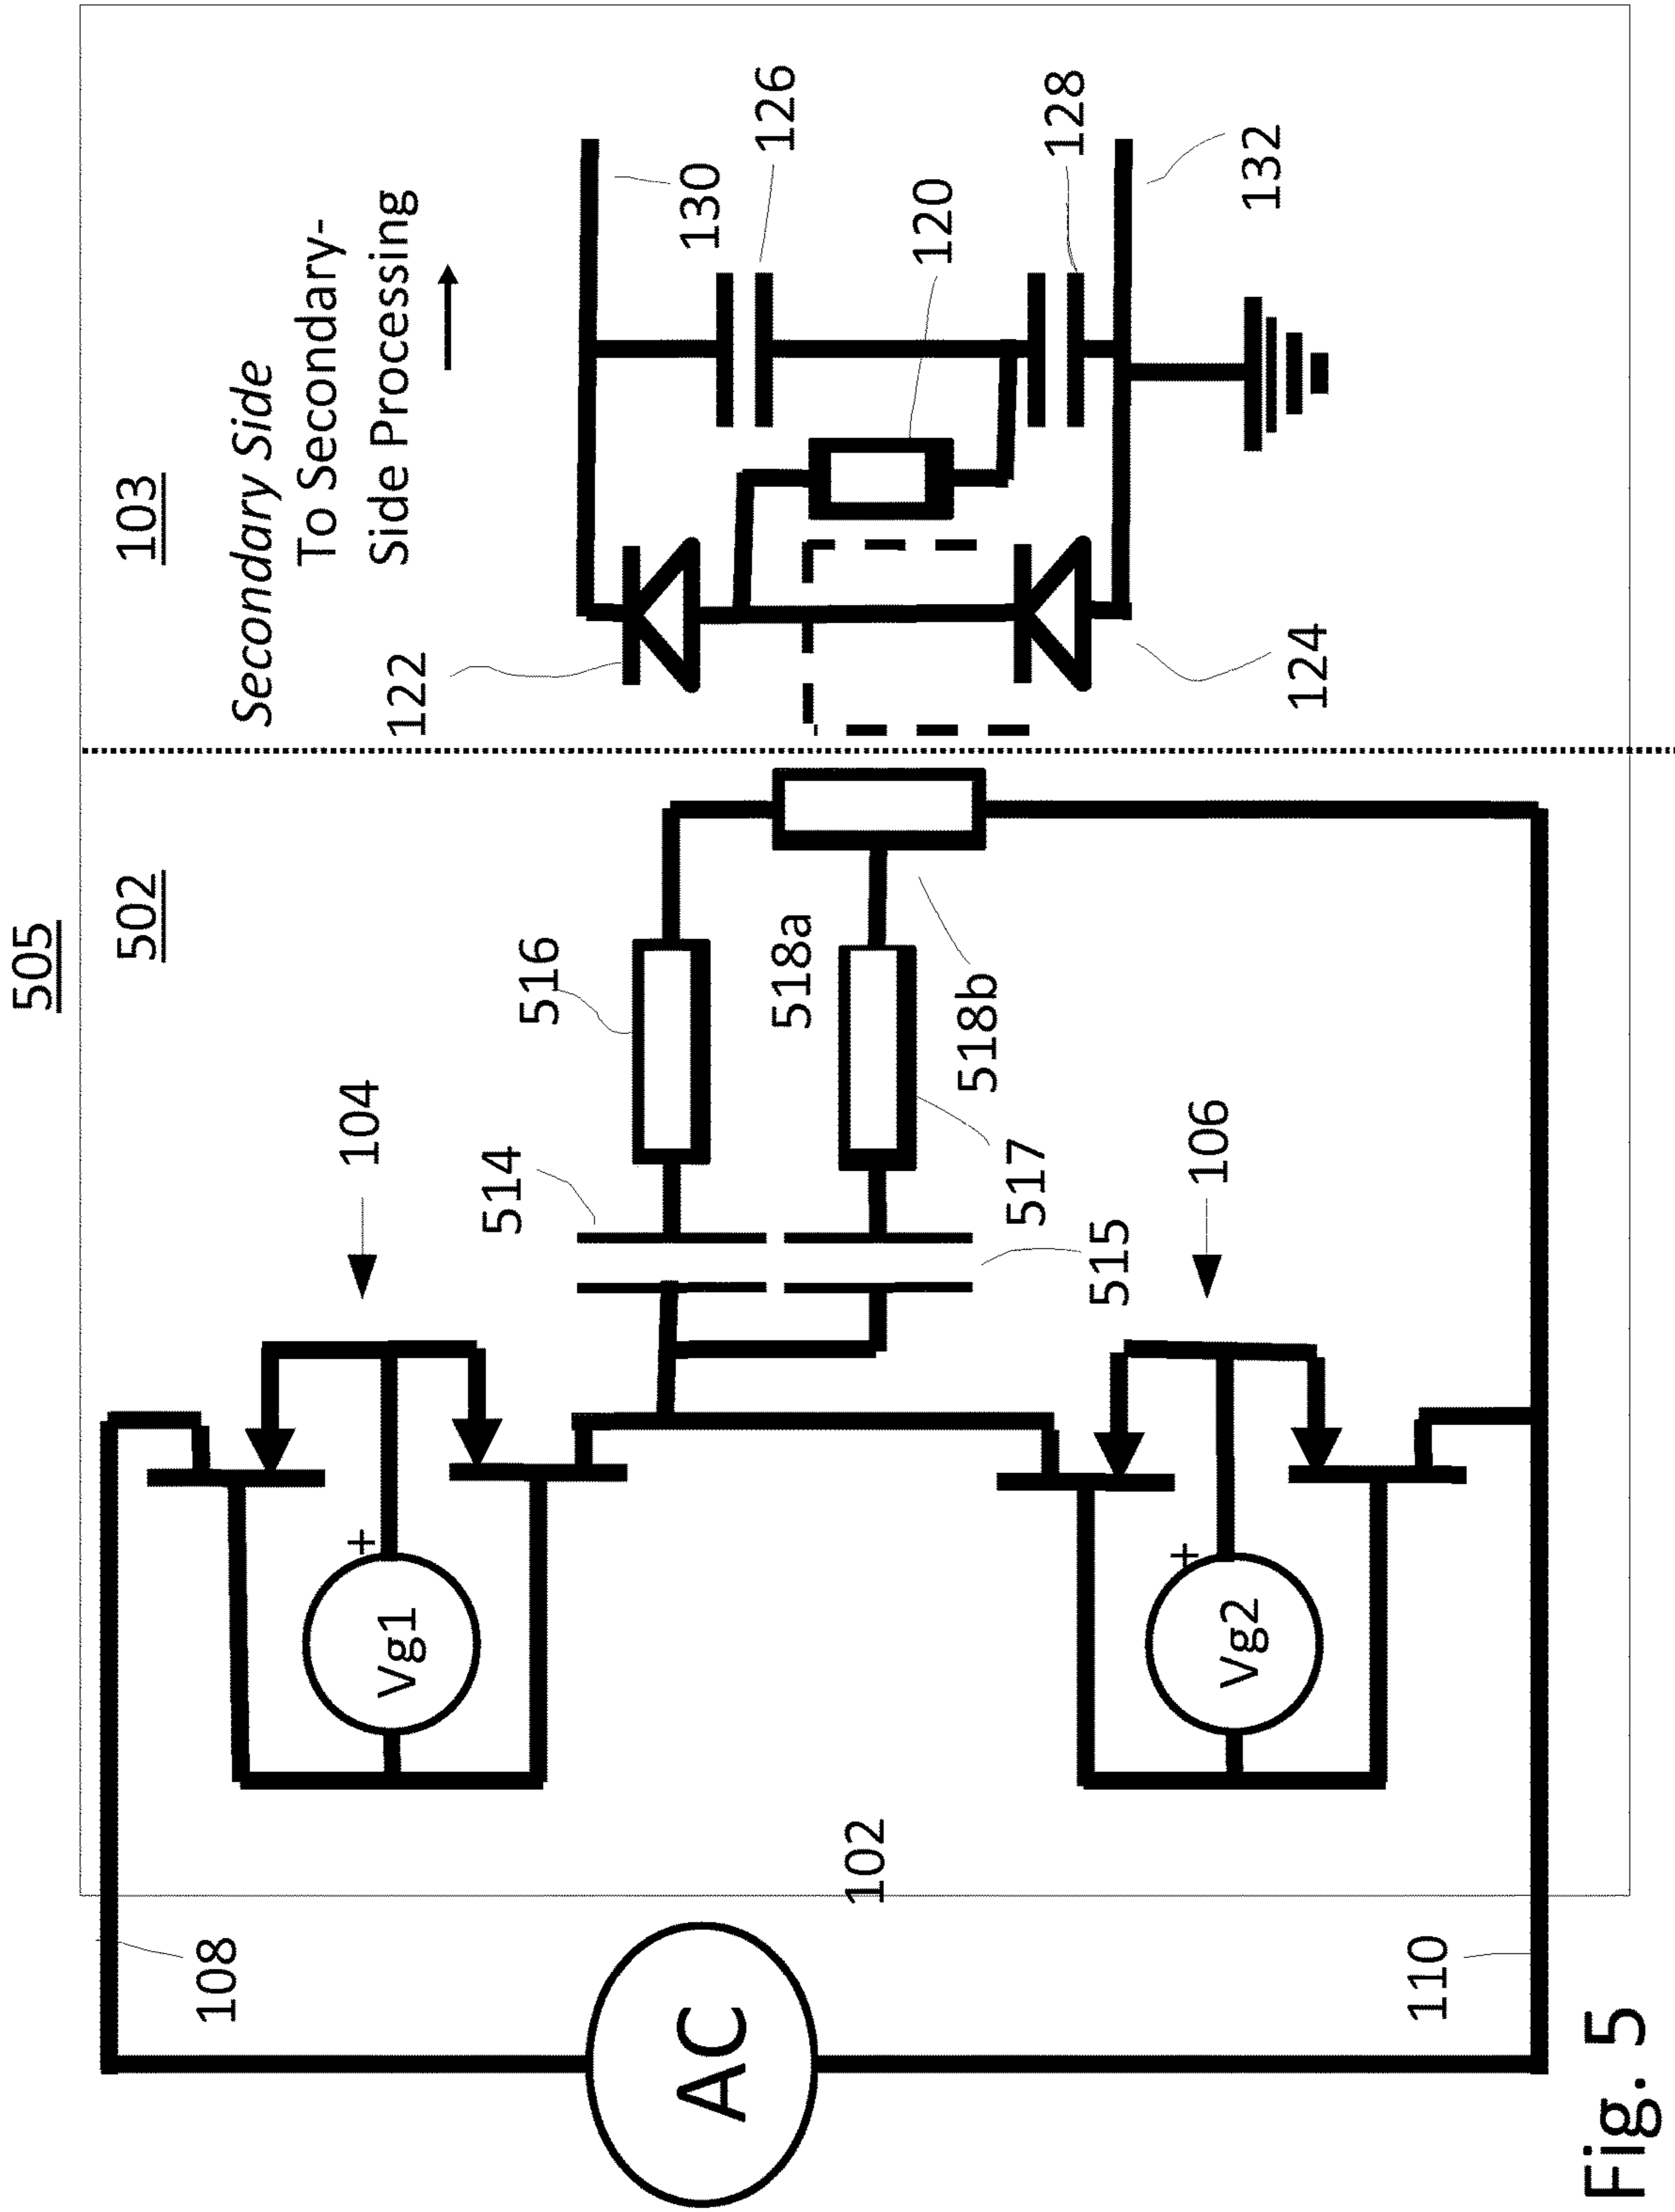 505
502
103
Secondary Side
To Secondary-
Side Processing
104
516
518a
518b
514
517
515
106
122
130
126
120
128
132
124
Vg1
+
Vg2
+
102
108
AC
110
Fig. 5